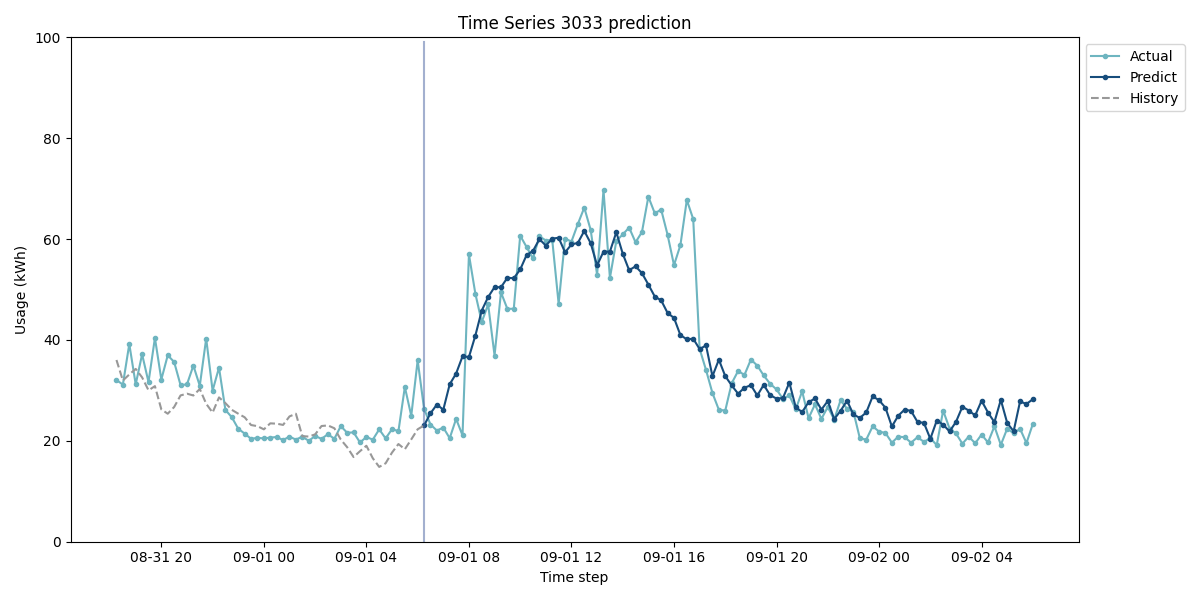 Time Series 3033 prediction
100
80
60
40
20
0
Usage (kWh)
08-31 20
09-01 00
09-01 04
09-01 08
09-01 12
09-01 16
09-01 20
09-02 00
09-02 04
Time step
Actual
Predict
History